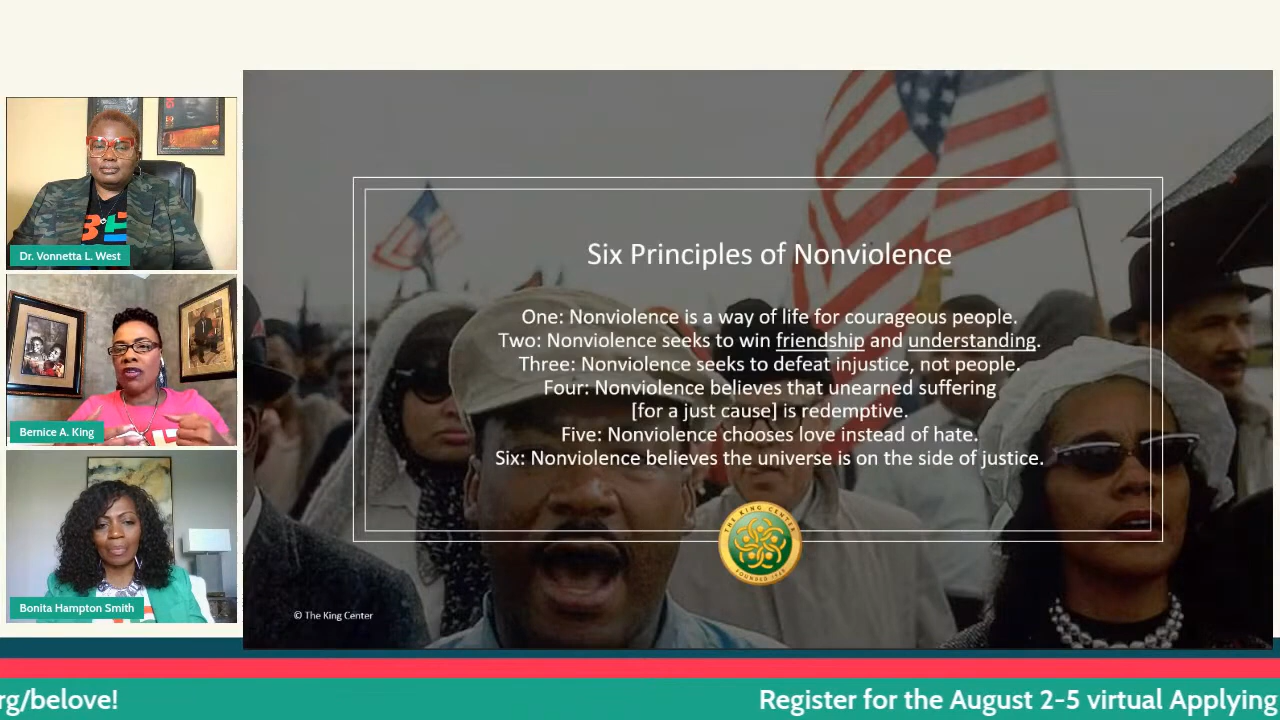 Dr. Vonnetta L. West
Bernice A. King
Bonita Hampton Smith
Six Principles of Nonviolence
One: Nonviolence is a way of life for courageous people.
Two: Nonviolence seeks to win friendship and understanding.
Three: Nonviolence seeks to defeat injustice, not people.
Four: Nonviolence believes that unearned suffering
[for a just cause] is redemptive.
Five: Nonviolence chooses love instead of hate.
Six: Nonviolence believes the universe is on the side of justice.
THE KING CENTER
© The King Center
rg/belove!
Register for the August 2-5 virtual Applying